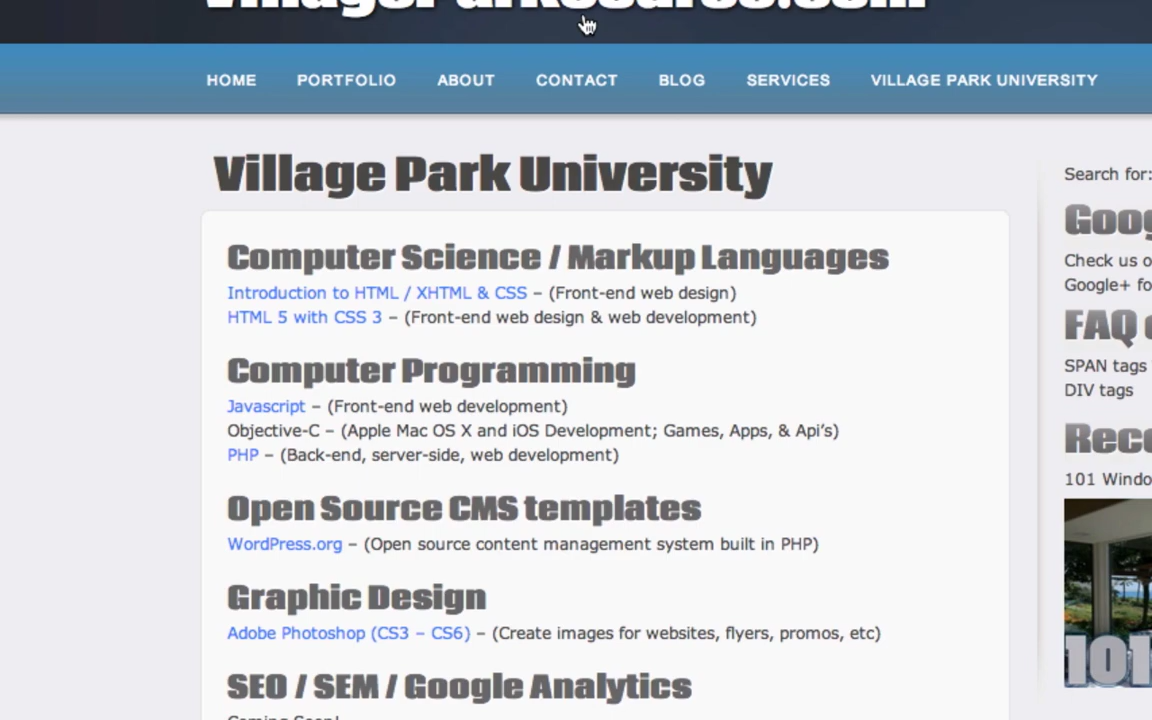 HOME PORTFOLIO ABOUT CONTACT BLOG SERVICES VILLAGE PARK UNIVERSITY
Village Park University
Computer Science / Markup Languages
Introduction to HTML / XHTML & CSS – (Front-end web design)
HTML 5 with CSS 3 – (Front-end web design & web development)
Computer Programming
Javascript – (Front-end web development)
Objective-C – (Apple Mac OS X and iOS Development; Games, Apps, & Api's)
PHP – (Back-end, server-side, web development)
Open Source CMS templates
WordPress.org – (Open source content management system built in PHP)
Graphic Design
Adobe Photoshop (CS3 – CS6) – (Create images for websites, flyers, promos, etc)
SEO / SEM / Google Analytics
Search for:
Check us
Google+
FAQ
SPAN tags
DIV tags
101
101